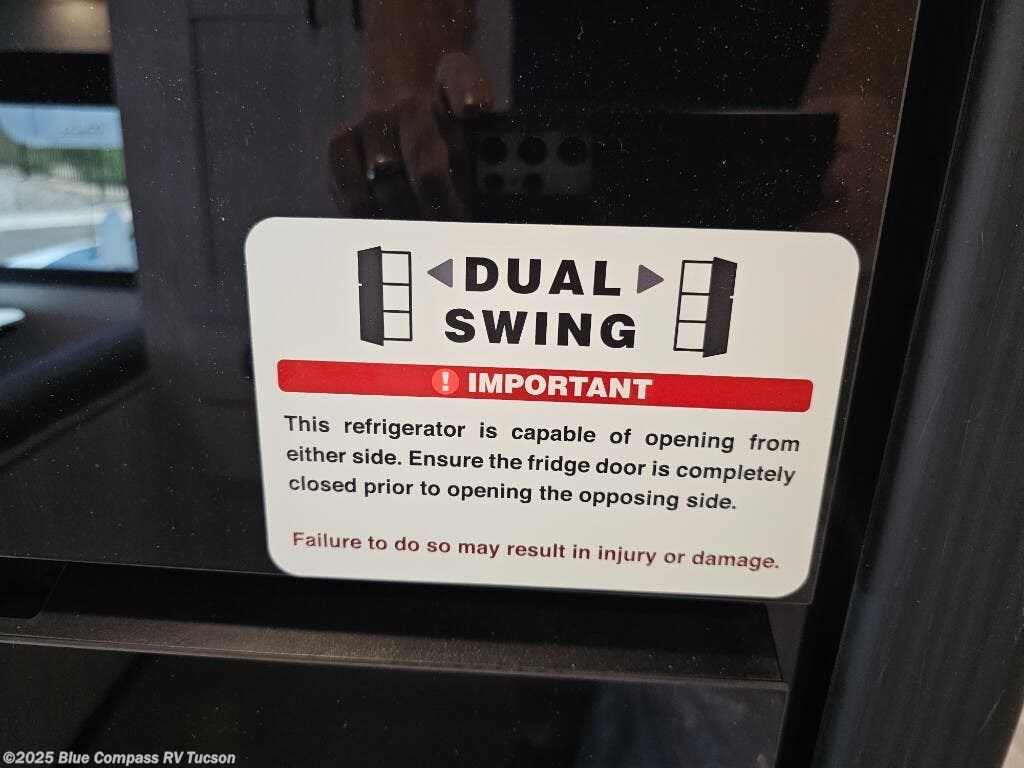 DUAL
SWING
! IMPORTANT
This refrigerator is capable of opening from
either side. Ensure the fridge door is completely
closed prior to opening the opposing side.
Failure to do so may result in injury or damage.
©2025 Blue Compass RV Tucson